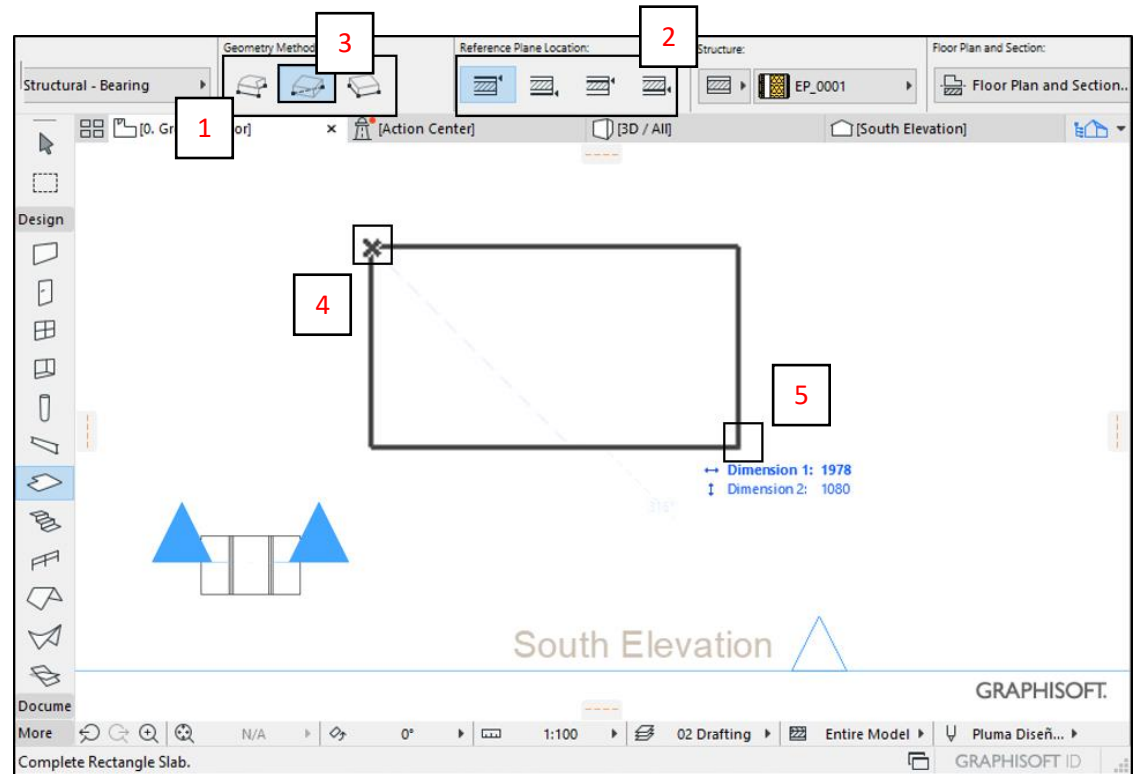 Geometry Method
3
Reference Plane Location:
2
Structure:
Floor Plan and Section:
Structural - Bearing
EP_0001
Floor Plan and Section...
1
[0. Gr
or]
[Action Center]
[3D / All]
[South Elevation]
Design
4
5
Dimension 1: 1978
Dimension 2: 1080
South Elevation
GRAPHISOFT.
Docume
More
N/A
0°
1:100
02 Drafting
Entire Model
Pluma Diseñ...
Complete Rectangle Slab.
GRAPHISOFT ID